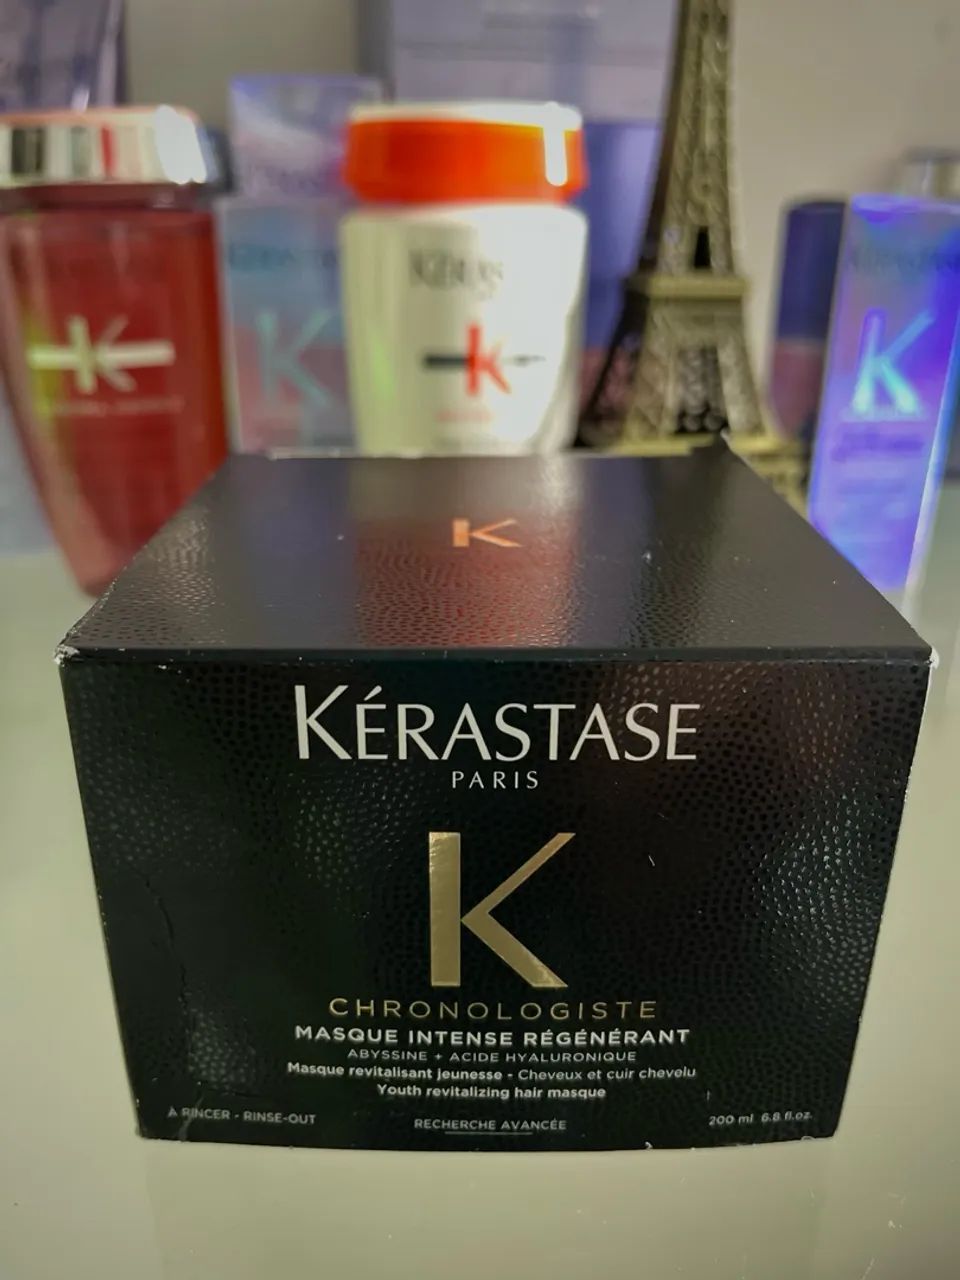 KÉRAS
K
K
K
K
K
KÉRASTASE
PARIS
K
CHRONOLOGISTE
MASQUE INTENSE RÉGÉNÉRANT
ABYSSINE + ACIDE HYALURONIQUE
Masque revitalisant jeunesse - Cheveux et cuir chevelu
Youth revitalizing hair masque
À RINCER - RINSE-OUT
RECHERCHE AVANCÉE
200 ml 6.8 fl.oz.